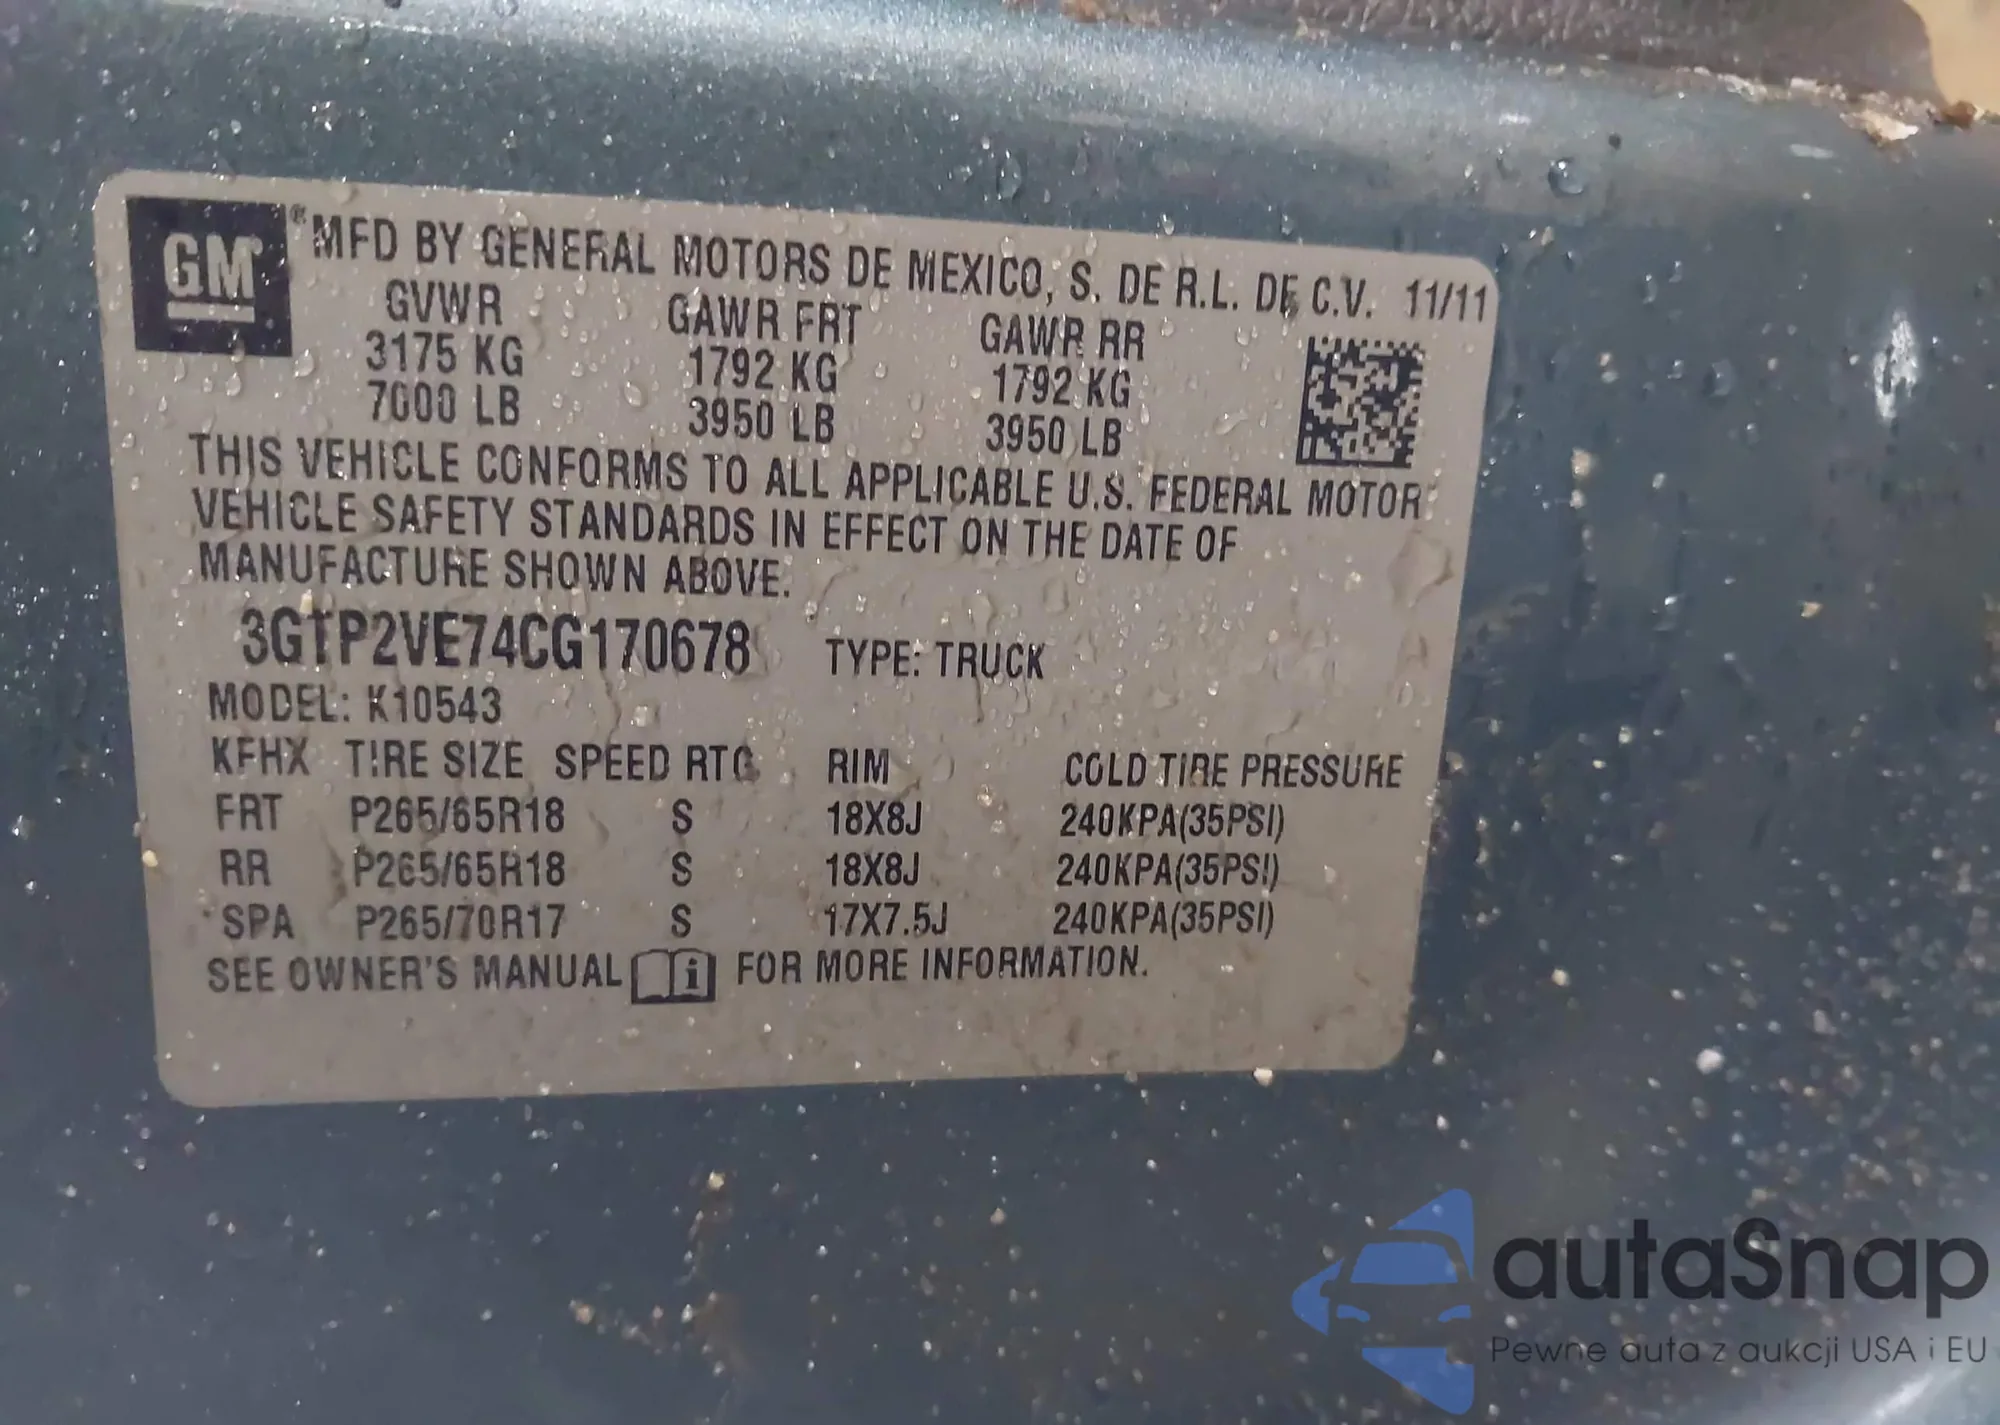 GM ® MFD BY GENERAL MOTORS DE MEXICO, S. DE R.L. DE C.V. 11/11
GVWR GAWR FRT GAWR RR
3175 KG 1792 KG 1792 KG
7000 LB 3950 LB 3950 LB
THIS VEHICLE CONFORMS TO ALL APPLICABLE U.S. FEDERAL MOTOR
VEHICLE SAFETY STANDARDS IN EFFECT ON THE DATE OF
MANUFACTURE SHOWN ABOVE.
3GTP2VE74CG170678 TYPE: TRUCK
MODEL: K10543
KFHX TIRE SIZE SPEED RTG RIM COLD TIRE PRESSURE
FRT P265/65R18 S 18X8J 240KPA(35PSI)
RR P265/65R18 S 18X8J 240KPA(35PSI)
SPA P265/70R17 S 17X7.5J 240KPA(35PSI)
SEE OWNER'S MANUAL i FOR MORE INFORMATION.
autaSnap
Pewne auta z aukcji USA i EU